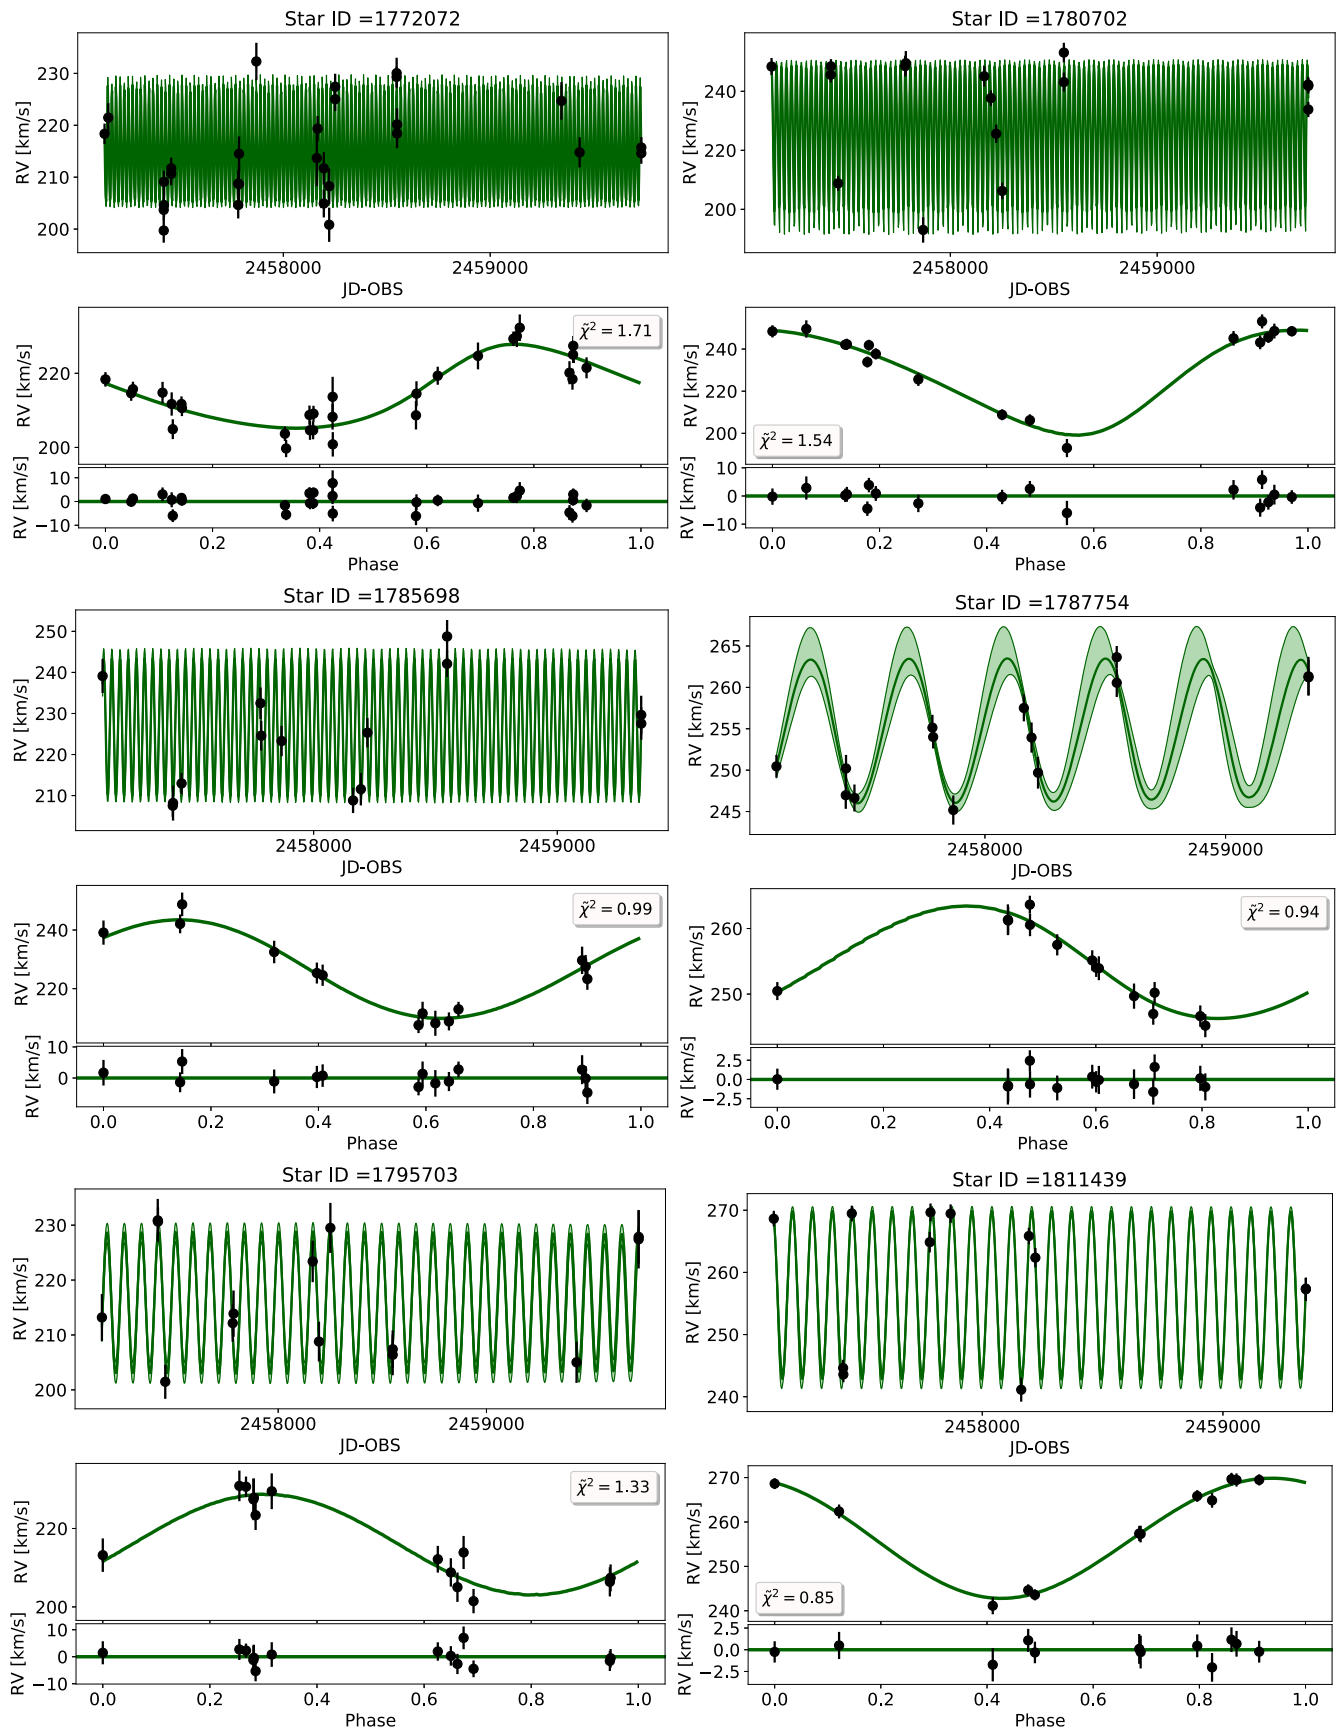 Star ID =1772072
RV [km/s]
230
220
210
200
2458000
2459000
JD-OBS
RV [km/s]
220
200
χ̃² = 1.71
RV [km/s]
10
0
−10
0.0 0.2 0.4 0.6 0.8 1.0
Phase
Star ID =1780702
RV [km/s]
240
220
200
2458000
2459000
JD-OBS
RV [km/s]
240
220
200
χ̃² = 1.54
RV [km/s]
10
0
−10
0.0 0.2 0.4 0.6 0.8 1.0
Phase
Star ID =1785698
RV [km/s]
250
240
230
220
210
2458000
2459000
JD-OBS
RV [km/s]
240
220
χ̃² = 0.99
RV [km/s]
10
0
0.0 0.2 0.4 0.6 0.8 1.0
Phase
Star ID =1787754
RV [km/s]
265
260
255
250
245
2458000
2459000
JD-OBS
RV [km/s]
260
250
χ̃² = 0.94
RV [km/s]
2.5
0.0
−2.5
0.0 0.2 0.4 0.6 0.8 1.0
Phase
Star ID =1795703
RV [km/s]
230
220
210
200
2458000
2459000
JD-OBS
RV [km/s]
220
200
χ̃² = 1.33
RV [km/s]
10
0
−10
0.0 0.2 0.4 0.6 0.8 1.0
Phase
Star ID =1811439
RV [km/s]
270
260
250
240
2458000
2459000
JD-OBS
RV [km/s]
270
260
250
240
χ̃² = 0.85
RV [km/s]
2.5
0.0
−2.5
0.0 0.2 0.4 0.6 0.8 1.0
Phase